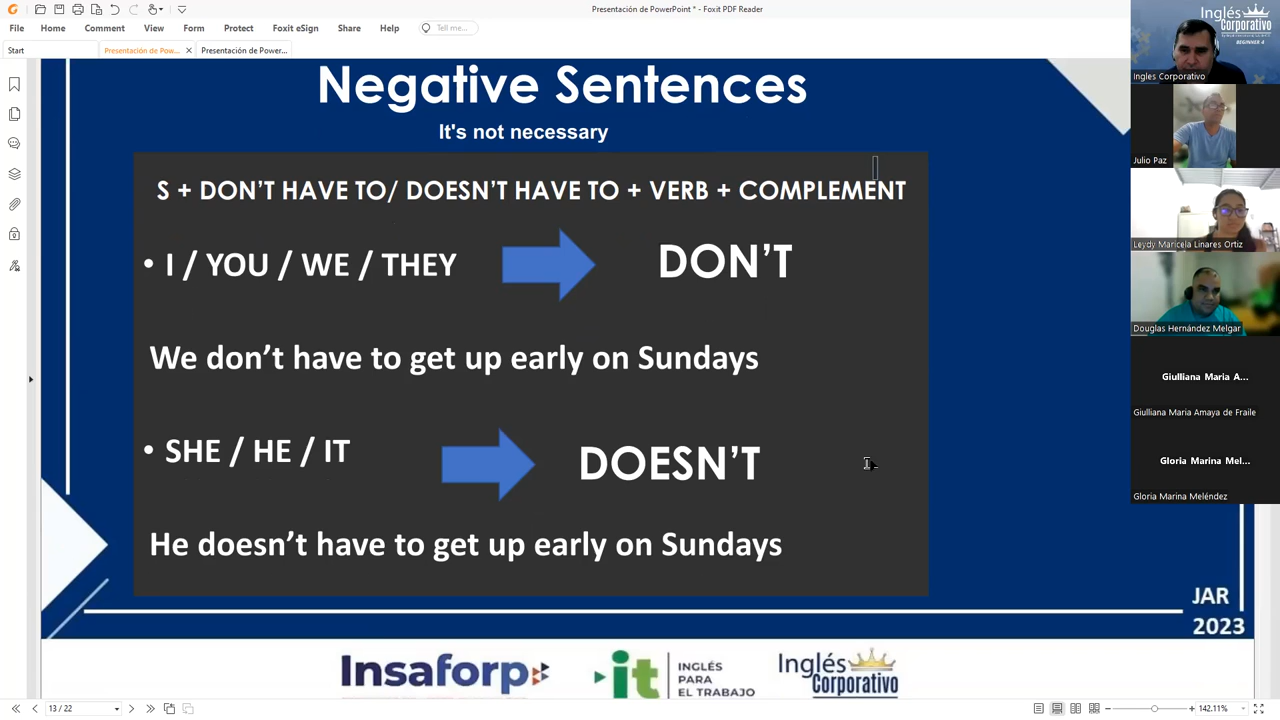 Presentación de PowerPoint * - Foxit PDF Reader
File Home Comment View Form Protect Foxit eSign Share Help Tell me...
Start Presentación de Pow... Presentación de Power...
Negative Sentences
It's not necessary
S + DON'T HAVE TO/ DOESN'T HAVE TO + VERB + COMPLEMENT
• I / YOU / WE / THEY DON'T
We don't have to get up early on Sundays
• SHE / HE / IT DOESN'T
He doesn't have to get up early on Sundays
JAR
2023
Insaforp
it INGLÉS
PARA
EL TRABAJO
Inglés
Corporativo
Inglés
Corporativo
BEGINNER 4
Ingles Corporativo
Julio Paz
Leydy Maricela Linares Ortiz
Douglas Hernández Melgar
Giulliana Maria A...
Giulliana Maria Amaya de Fraile
Gloria Marina Mel...
Gloria Marina Meléndez
13 / 22
142.11%